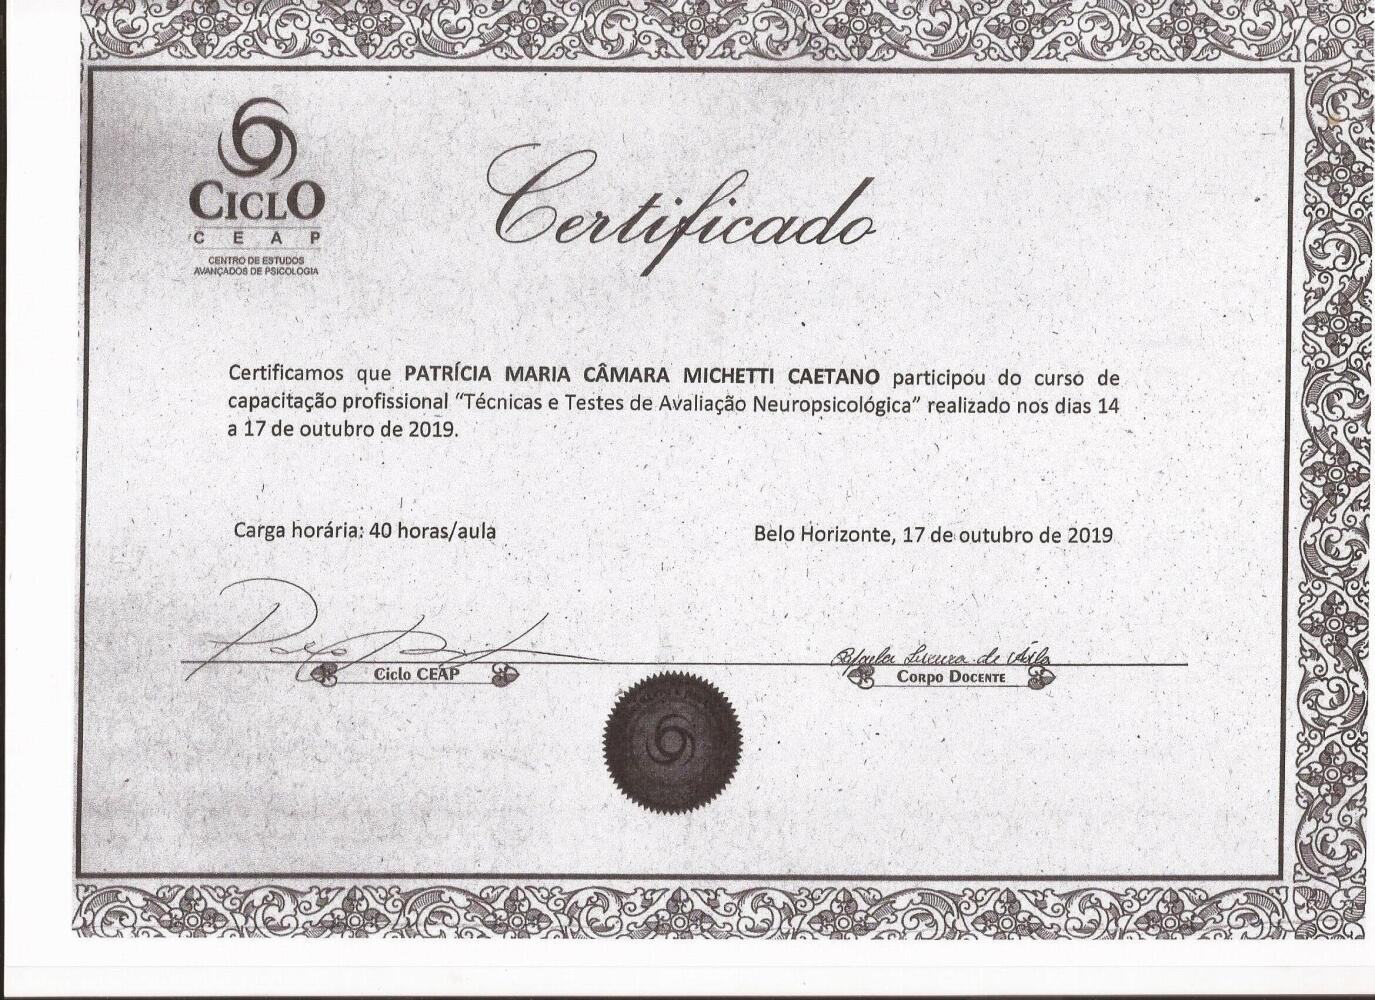 CICLO
CEAP
CENTRO DE ESTUDOS
AVANÇADOS DE PSICOLOGIA
Certificado
Certificamos que PATRÍCIA MARIA CÂMARA MICHETTI CAETANO participou do curso de
capacitação profissional “Técnicas e Testes de Avaliação Neuropsicológica” realizado nos dias 14
a 17 de outubro de 2019.
Carga horária: 40 horas/aula
Belo Horizonte, 17 de outubro de 2019
de
Ciclo CEAP
CORPO DOCENTE